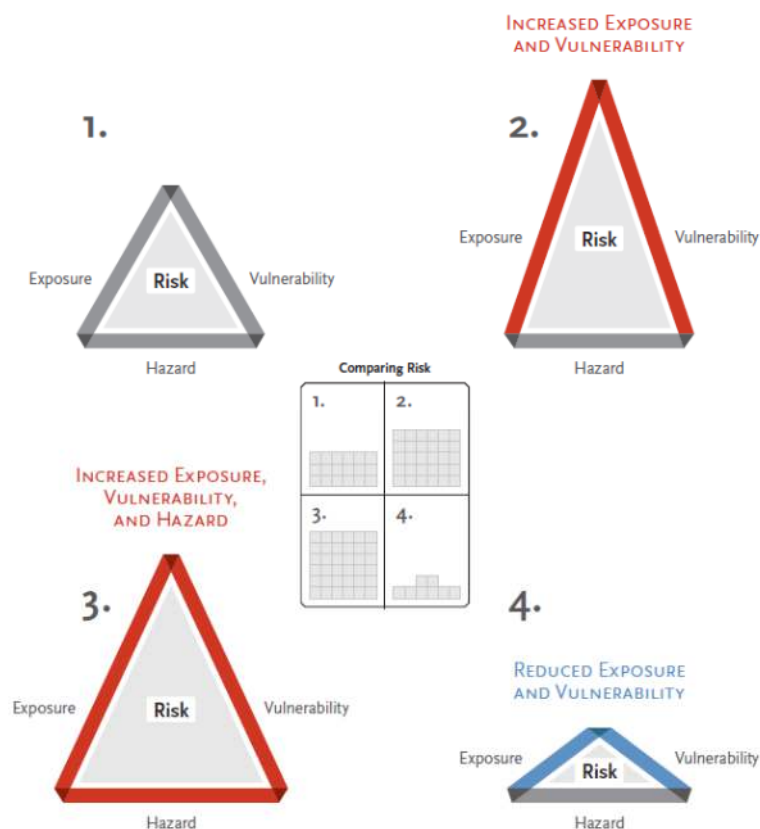 1.
Exposure
Risk
Vulnerability
Hazard
INCREASED EXPOSURE
AND VULNERABILITY
2.
Exposure
Risk
Vulnerability
Hazard
Comparing Risk
1.
2.
3.
4.
INCREASED EXPOSURE,
VULNERABILITY,
AND HAZARD
3.
Exposure
Risk
Vulnerability
Hazard
4.
REDUCED EXPOSURE
AND VULNERABILITY
Exposure
Risk
Vulnerability
Hazard